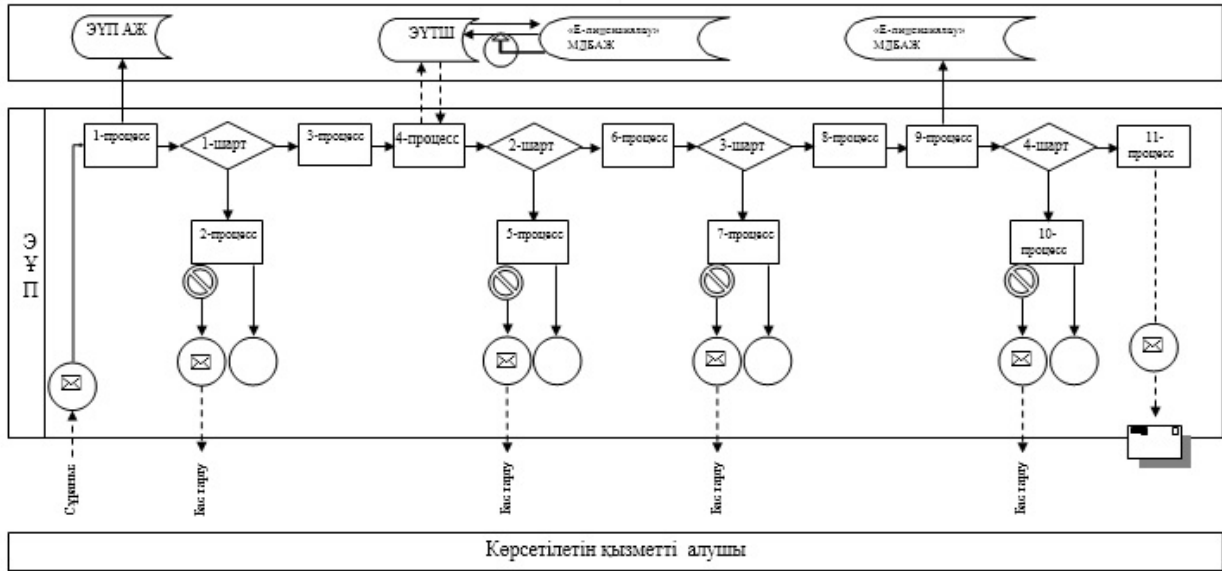 ЭҮП АЖ
ЭҮТШ
«Е-лицензиялау»
МДБАЖ
«Е-лицензиялау»
МДБАЖ
1-процесс
1-шарт
3-процесс
4-процесс
2-шарт
6-процесс
3-шарт
8-процесс
9-процесс
4-шарт
11-
процесс
2-процесс
5-процесс
7-процесс
10-
процесс
Э
Ү
П
Сұраныс
Бас тарту
Бас тарту
Бас тарту
Бас тарту
Көрсетілетін қызметті алушы